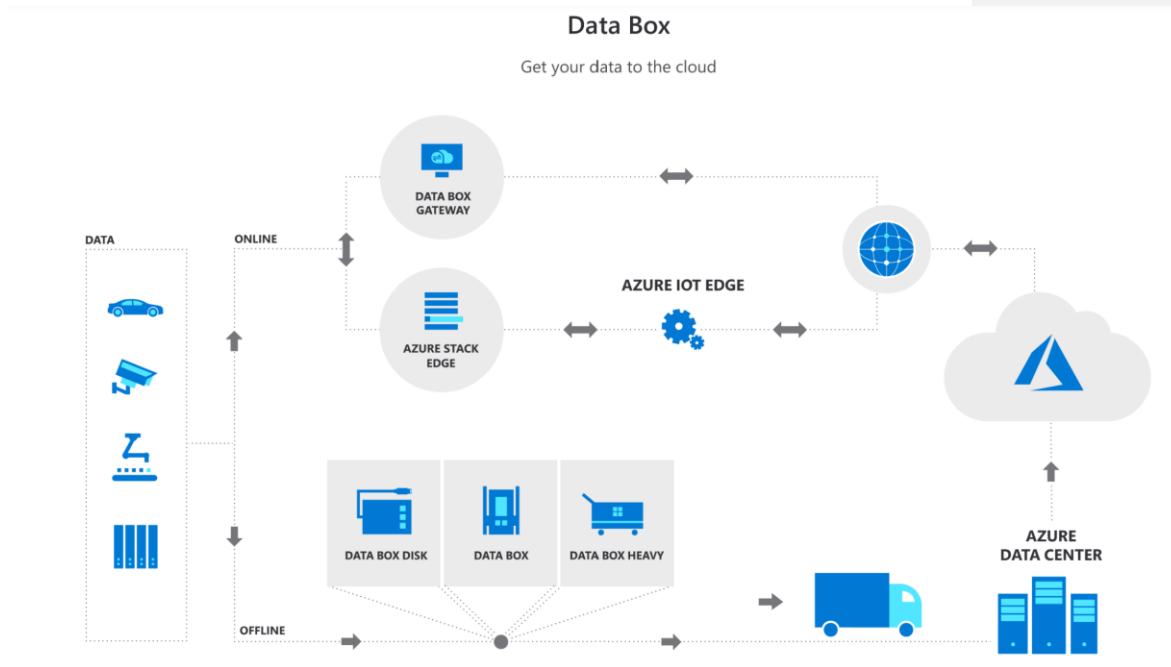 Data Box
Get your data to the cloud
DATA BOX
GATEWAY
DATA
ONLINE
AZURE IOT EDGE
AZURE STACK
EDGE
DATA BOX DISK
DATA BOX
DATA BOX HEAVY
AZURE
DATA CENTER
OFFLINE